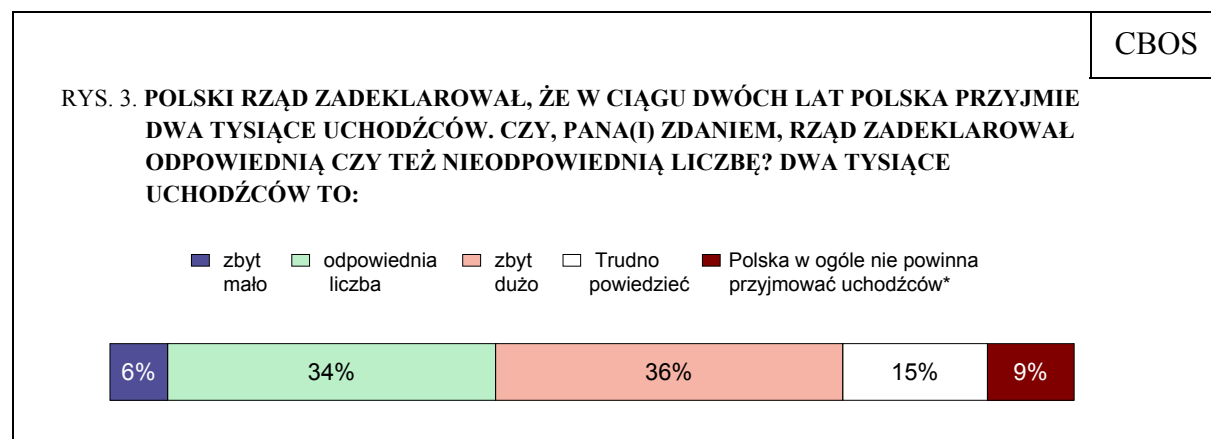 CBOS
RYS. 3. POLSKI RZĄD ZADEKLAROWAŁ, ŻE W CIĄGU DWÓCH LAT POLSKA PRZYJMIE
DWA TYSIĄCE UCHODŹCÓW. CZY, PANA(I) ZDANIEM, RZĄD ZADEKLAROWAŁ
ODPOWIEDNIĄ CZY TEŻ NIEODPOWIEDNIĄ LICZBĘ? DWA TYSIĄCE
UCHODŹCÓW TO:
zbyt mało
odpowiednia liczba
zbyt dużo
Trudno powiedzieć
Polska w ogóle nie powinna
przyjmować uchodźców*
6% 34% 36% 15% 9%